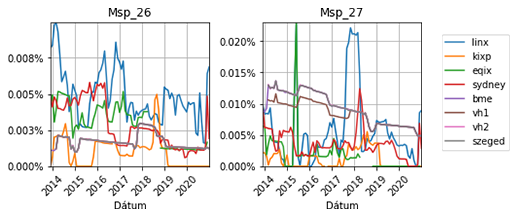 Msp_26
0.008%
0.005%
0.003%
0.000%
2014 2015 2016 2017 2018 2019 2020
Dátum
Msp_27
0.020%
0.015%
0.010%
0.005%
0.000%
2014 2015 2016 2017 2018 2019 2020
Dátum
linx
kixp
eqix
sydney
bme
vh1
vh2
szeged